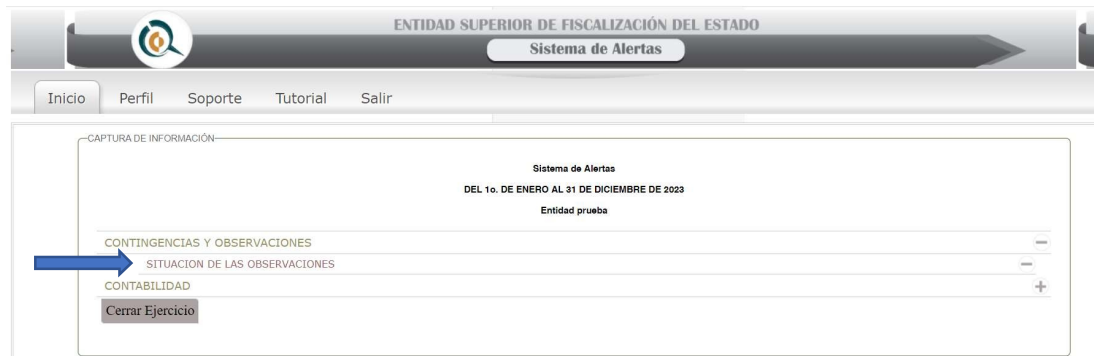 ENTIDAD SUPERIOR DE FISCALIZACIÓN DEL ESTADO
Sistema de Alertas
Inicio Perfil Soporte Tutorial Salir
CAPTURA DE INFORMACIÓN
Sistema de Alertas
DEL 1o. DE ENERO AL 31 DE DICIEMBRE DE 2023
Entidad prueba
CONTINGENCIAS Y OBSERVACIONES
SITUACION DE LAS OBSERVACIONES
CONTABILIDAD
Cerrar Ejercicio